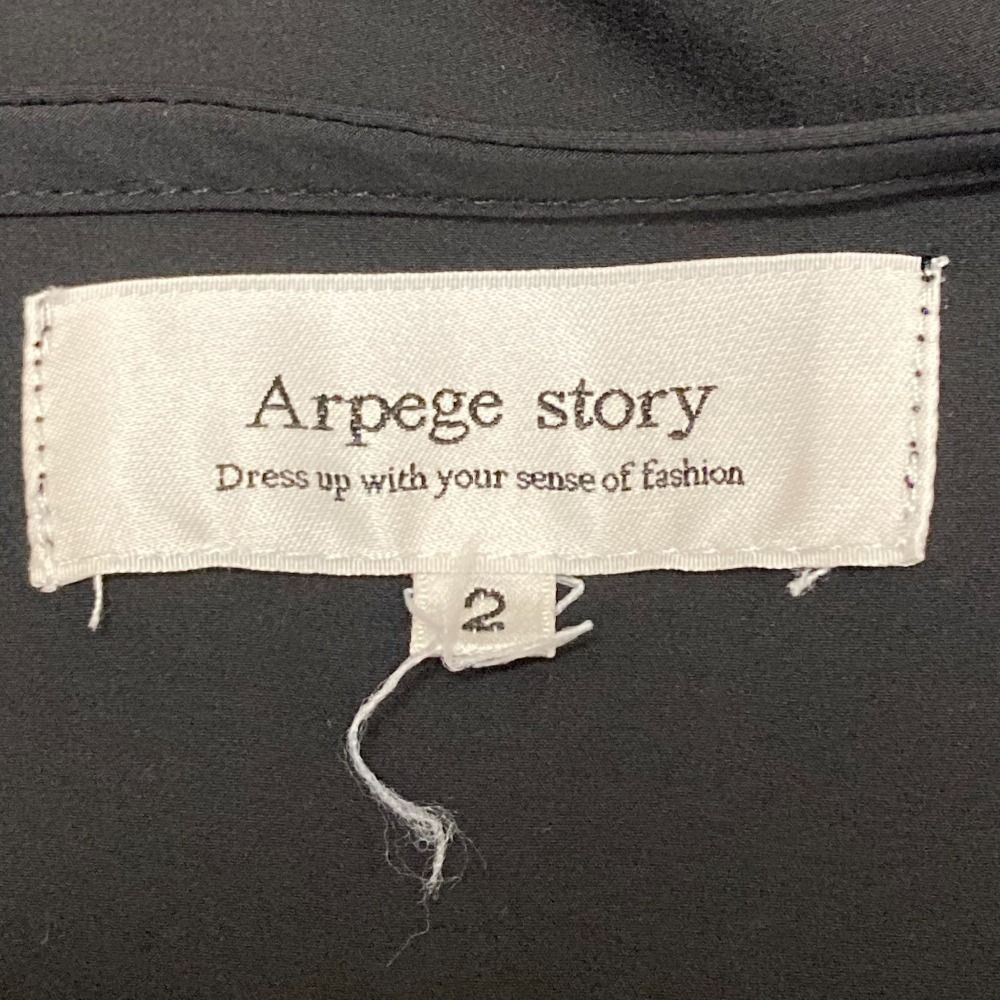 Arpege story
Dress up with your sense of fashion
2